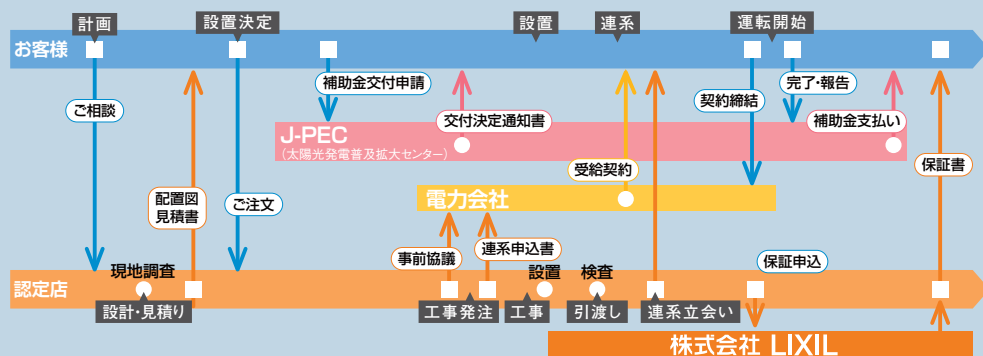 計画
設置決定
設置
連系
運転開始
お客様
ご相談
補助金交付申請
契約締結
完了・報告
J-PEC
(太陽光発電普及拡大センター)
交付決定通知書
補助金支払い
受給契約
保証書
電力会社
配置図
見積書
ご注文
事前協議
連系申込書
保証申込
認定店
現地調査
設置
検査
設計・見積り
工事発注
工事
引渡し
連系立会い
株式会社 LIXIL